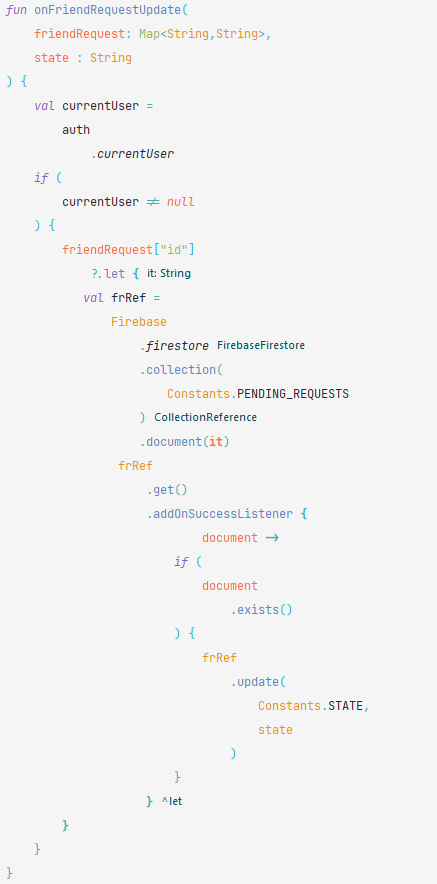 fun onFriendRequestUpdate(
friendRequest: Map<String,String>,
state : String
) {
val currentUser =
auth
.currentUser
if (
currentUser ≠ null
) {
friendRequest["id"]
?.let { it: String
val frRef =
Firebase
.firestore FirebaseFirestore
.collection(
Constants.PENDING_REQUESTS
) CollectionReference
.document(it)
frRef
.get()
.addOnSuccessListener {
document →
if (
document
.exists()
) {
frRef
.update(
Constants.STATE,
state
)
}
} ^let
}
}
}